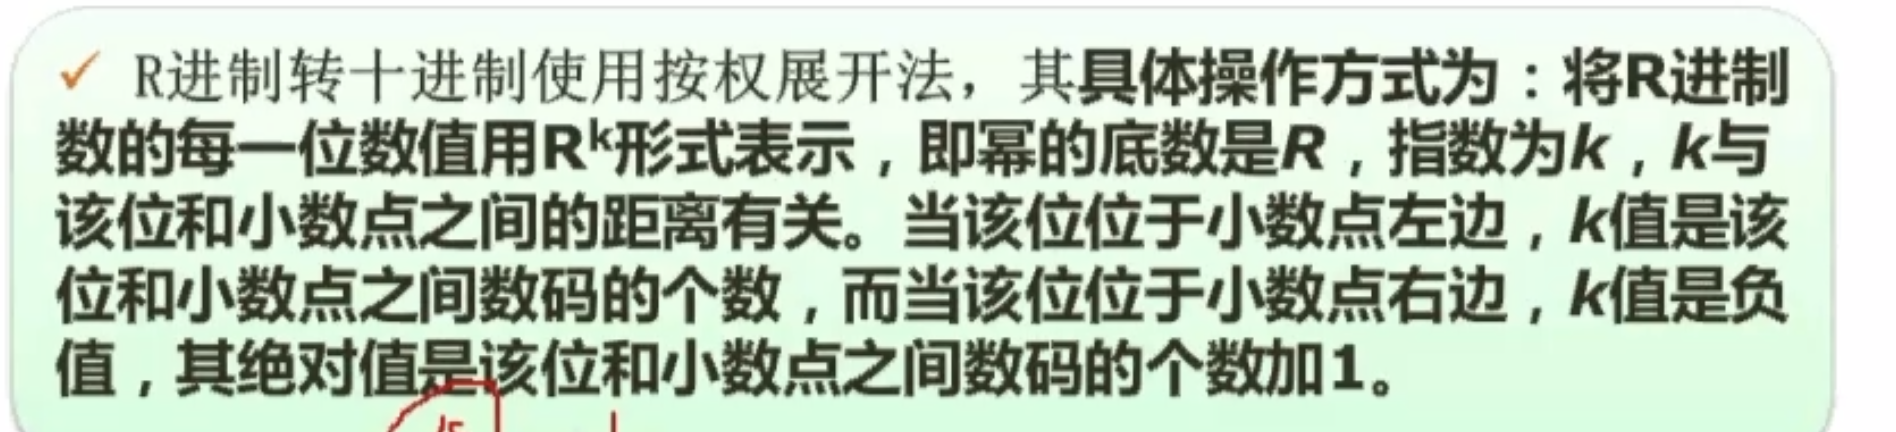 ✓ R进制转十进制使用按权展开法，其具体操作方式为：将R进制
数的每一位数值用Rᵏ形式表示，即幂的底数是R，指数为k，k与
该位和小数点之间的距离有关。当该位位于小数点左边，k值是该
位和小数点之间数码的个数，而当该位位于小数点右边，k值是负
值，其绝对值是该位和小数点之间数码的个数加1。